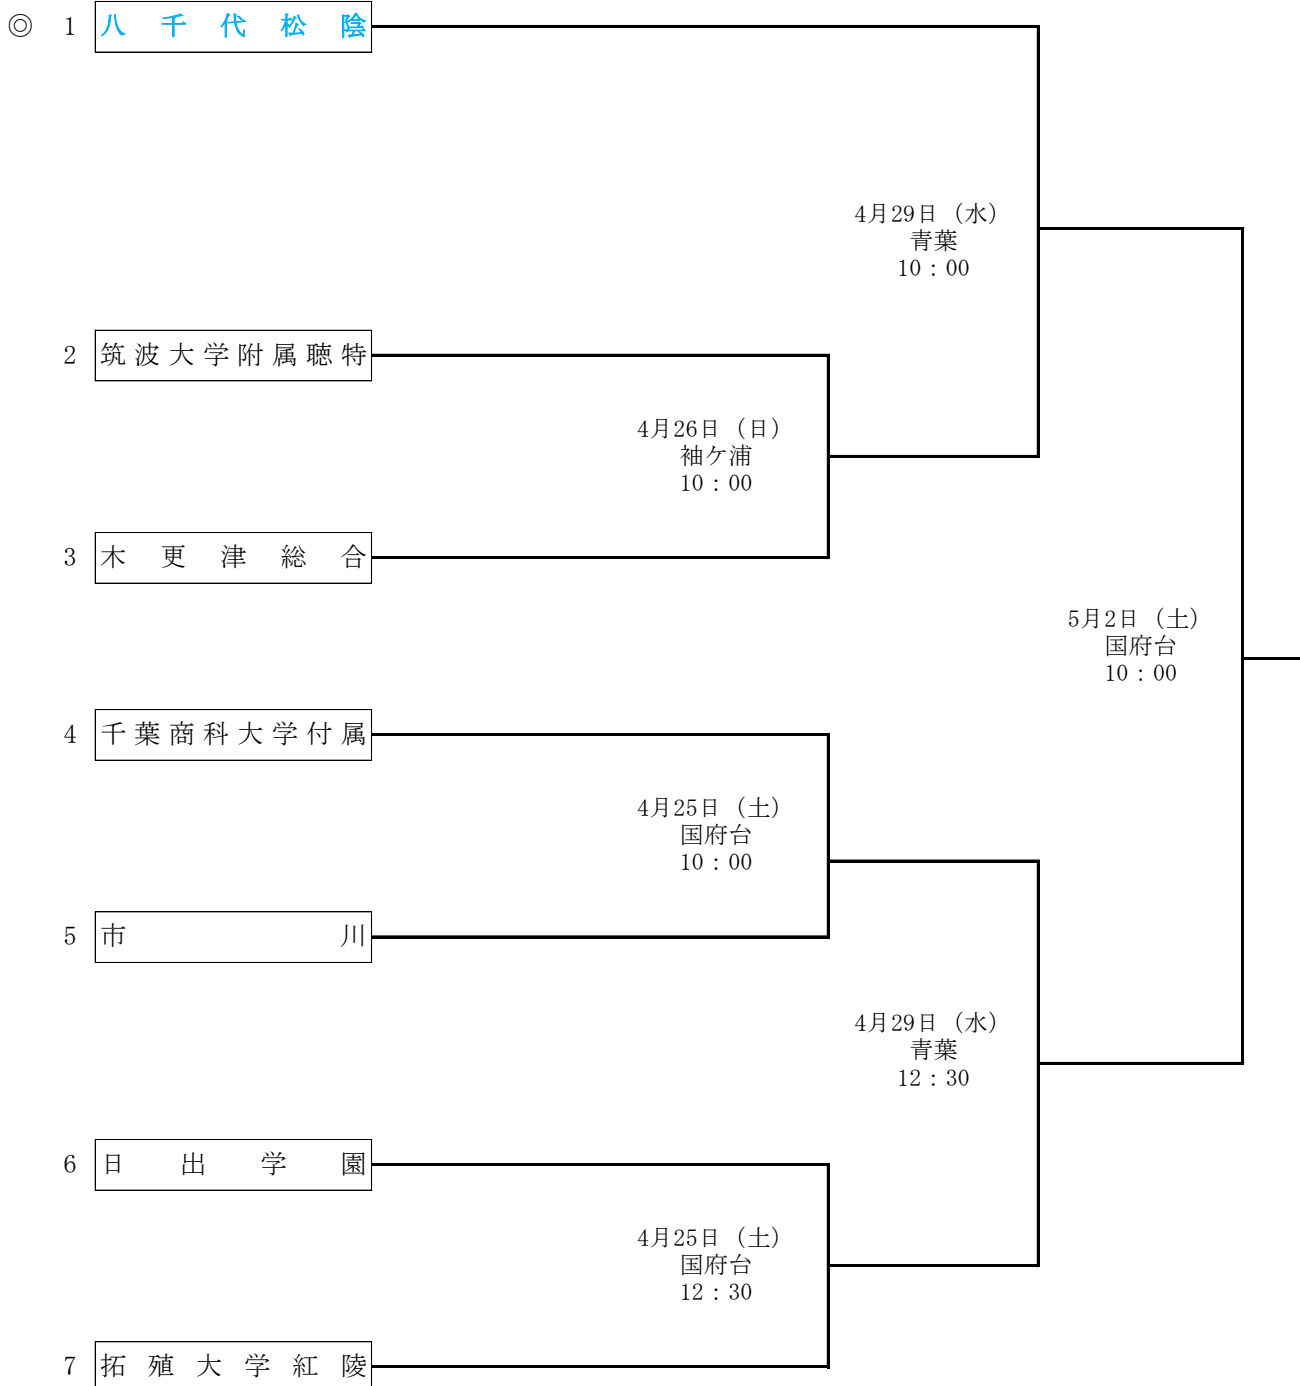 ◎ 1 八千代松陰
4月29日（水）
青葉
10：00
2 筑波大学附属聴特
4月26日（日）
袖ケ浦
10：00
3 木更津総合
5月2日（土）
国府台
10：00
4 千葉商科大学付属
4月25日（土）
国府台
10：00
5 市川
4月29日（水）
青葉
12：30
6 日出学園
4月25日（土）
国府台
12：30
7 拓殖大学紅陵